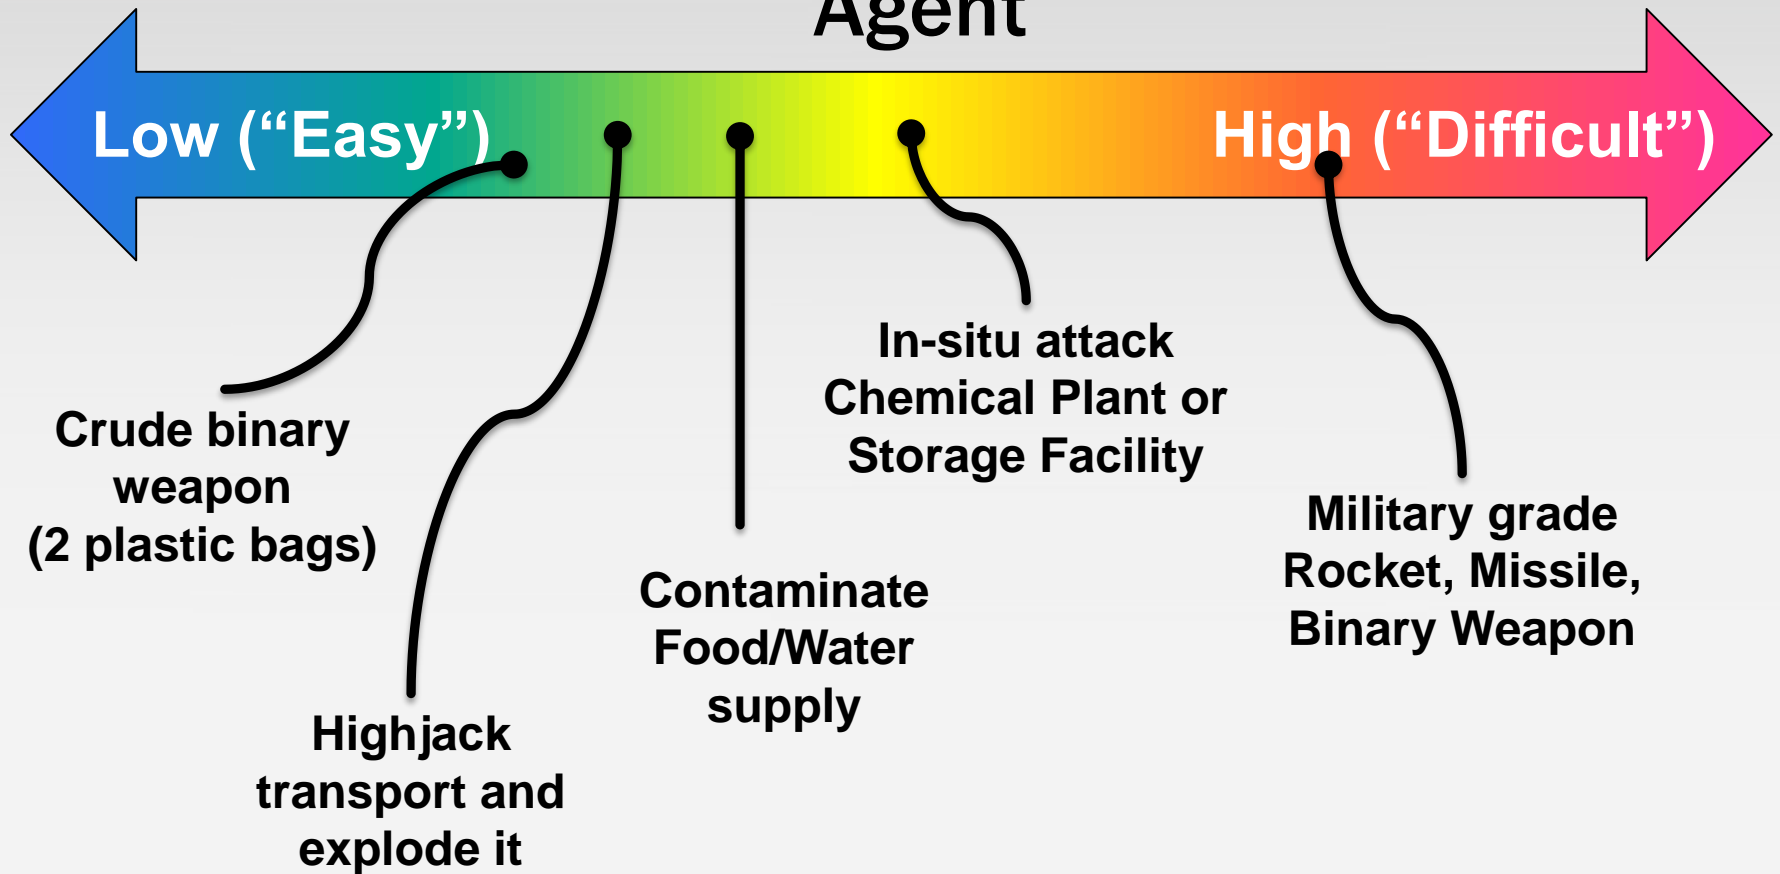 Agent
Low (“Easy”)
High (“Difficult”)
Crude binary
weapon
(2 plastic bags)
Highjack
transport and
explode it
Contaminate
Food/Water
supply
In-situ attack
Chemical Plant or
Storage Facility
Military grade
Rocket, Missile,
Binary Weapon